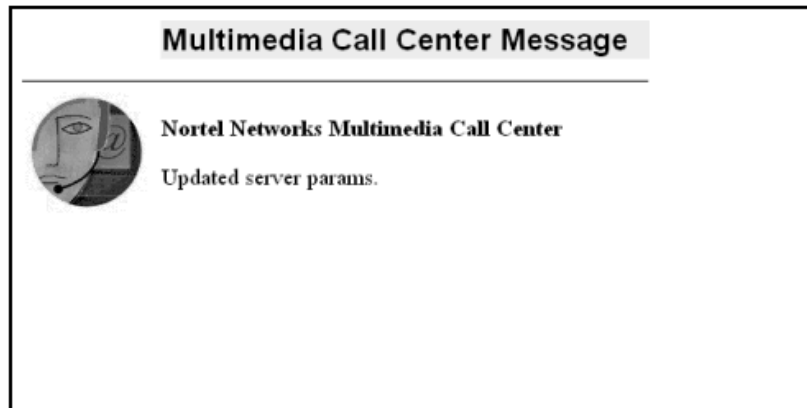 Multimedia Call Center Message
@
Nortel Networks Multimedia Call Center
Updated server params.